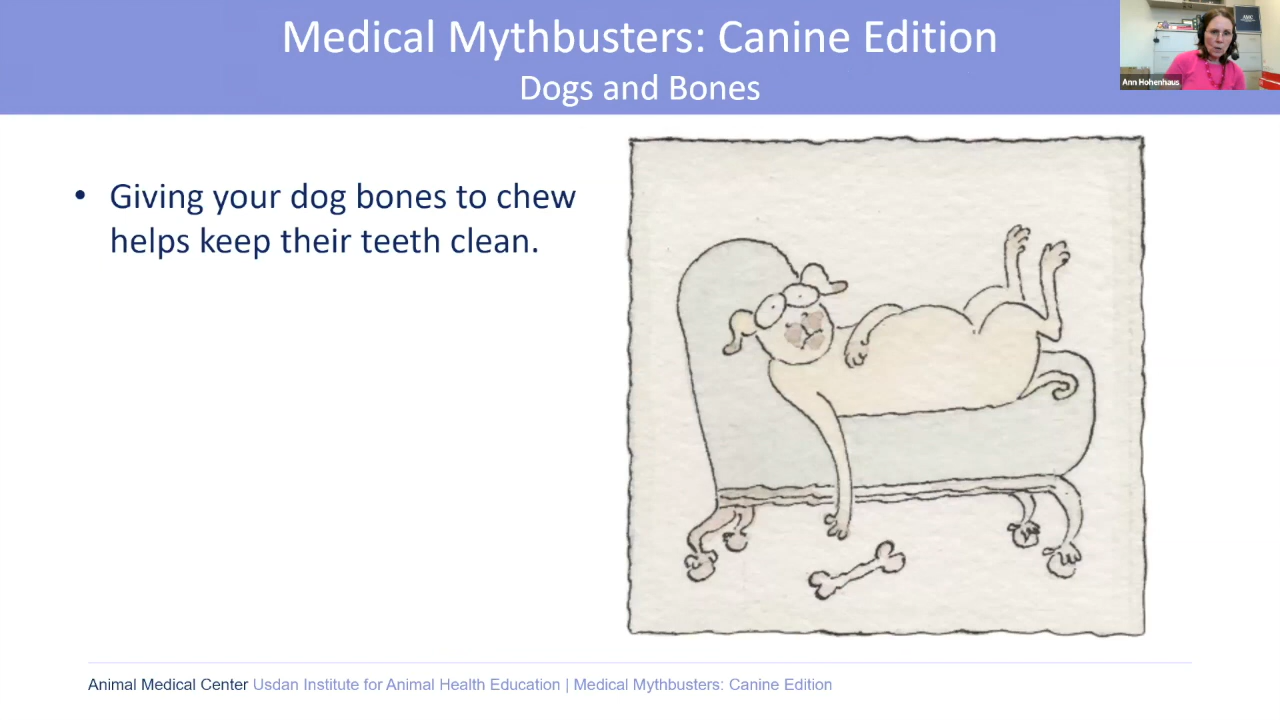 Medical Mythbusters: Canine Edition
Dogs and Bones
Ann Hohenhaus
• Giving your dog bones to chew
helps keep their teeth clean.
Animal Medical Center Usdan Institute for Animal Health Education | Medical Mythbusters: Canine Edition